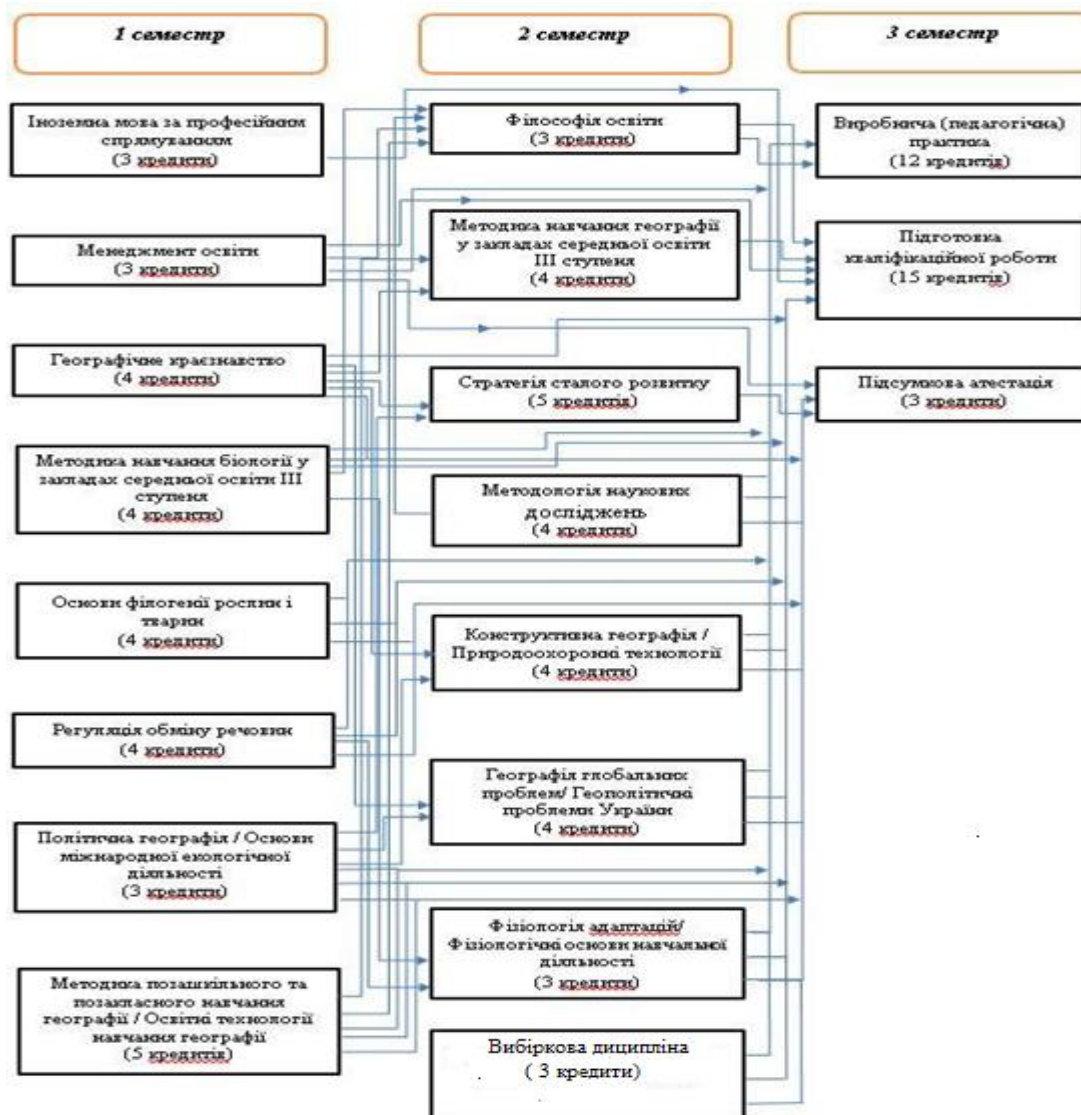 1 семестр
2 семестр
3 семестр
Іноземна мова за професійним
спрямуванням
(3 кредити)
Менеджмент освіти
(3 кредити)
Географічне краєзнавство
(4 кредити)
Методика навчання біології у
закладах середньої освіти ІІІ
ступеня
(4 кредити)
Основи філогенії рослин і
тварин
(4 кредити)
Регуляція обміну речовин
(4 кредити)
Політична географія / Основи
міжнародної екологічної
діяльності
(3 кредити)
Методика позашкільного та
позакласного навчання
географії / Освітні технології
навчання географії
(5 кредитів)
Філософія освіти
(3 кредити)
Методика навчання географії
у закладах середньої освіти
ІІІ ступеня
(4 кредити)
Стратегія сталого розвитку
(5 кредитів)
Методологія наукових
досліджень
(4 кредити)
Конструктивна географія /
Природоохоронні технології
(4 кредити)
Географія глобальних
проблем/ Геополітичні
проблеми України
(4 кредити)
Фізіологія адаптацій/
Фізіологічні основи навчальної
діяльності
(3 кредити)
Вибіркова диципліна
( 3 кредити)
Виробнича (педагогічна)
практика
(12 кредитів)
Підготовка
кваліфікаційної роботи
(15 кредитів)
Підсумкова атестація
(3 кредити)